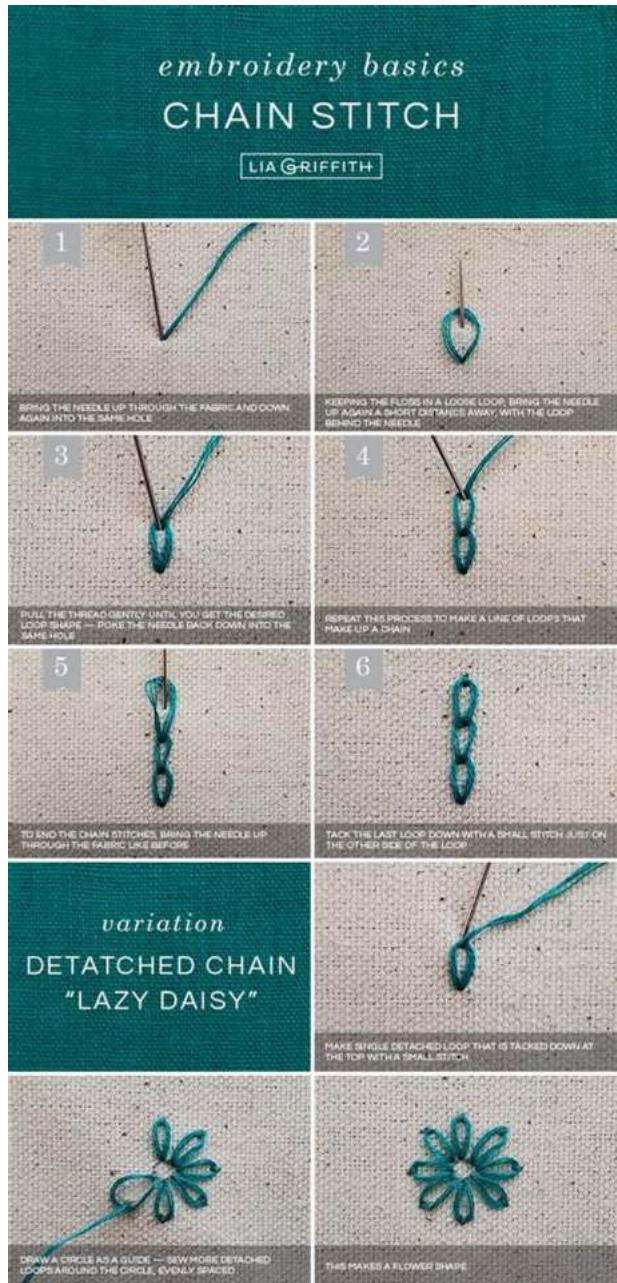 embroidery basics
CHAIN STITCH
LIA GRIFFITH
1
BRING THE NEEDLE UP THROUGH THE FABRIC AND DOWN
AGAIN INTO THE SAME HOLE
2
KEEPING THE FLOSS IN A LOOSE LOOP, BRING THE NEEDLE
UP AGAIN A SHORT DISTANCE AWAY, WITH THE LOOP
BEHIND THE NEEDLE
3
PULL THE THREAD GENTLY UNTIL YOU GET THE DESIRED
LOOP SHAPE — POKE THE NEEDLE BACK DOWN INTO THE
SAME HOLE
4
REPEAT THIS PROCESS TO MAKE A LINE OF LOOPS THAT
MAKE UP A CHAIN
5
TO END THE CHAIN STITCHES, BRING THE NEEDLE UP
THROUGH THE FABRIC LIKE BEFORE
6
TACK THE LAST LOOP DOWN WITH A SMALL STITCH JUST ON
THE OTHER SIDE OF THE LOOP
variation
DETATCHED CHAIN
"LAZY DAISY"
MAKE SINGLE DETACHED LOOP THAT IS TACKED DOWN AT
THE TOP WITH A SMALL STITCH
DRAW A CIRCLE AS A GUIDE — SEW MORE DETACHED
LOOPS AROUND THE CIRCLE, EVENLY SPACED
THIS MAKES A FLOWER SHAPE